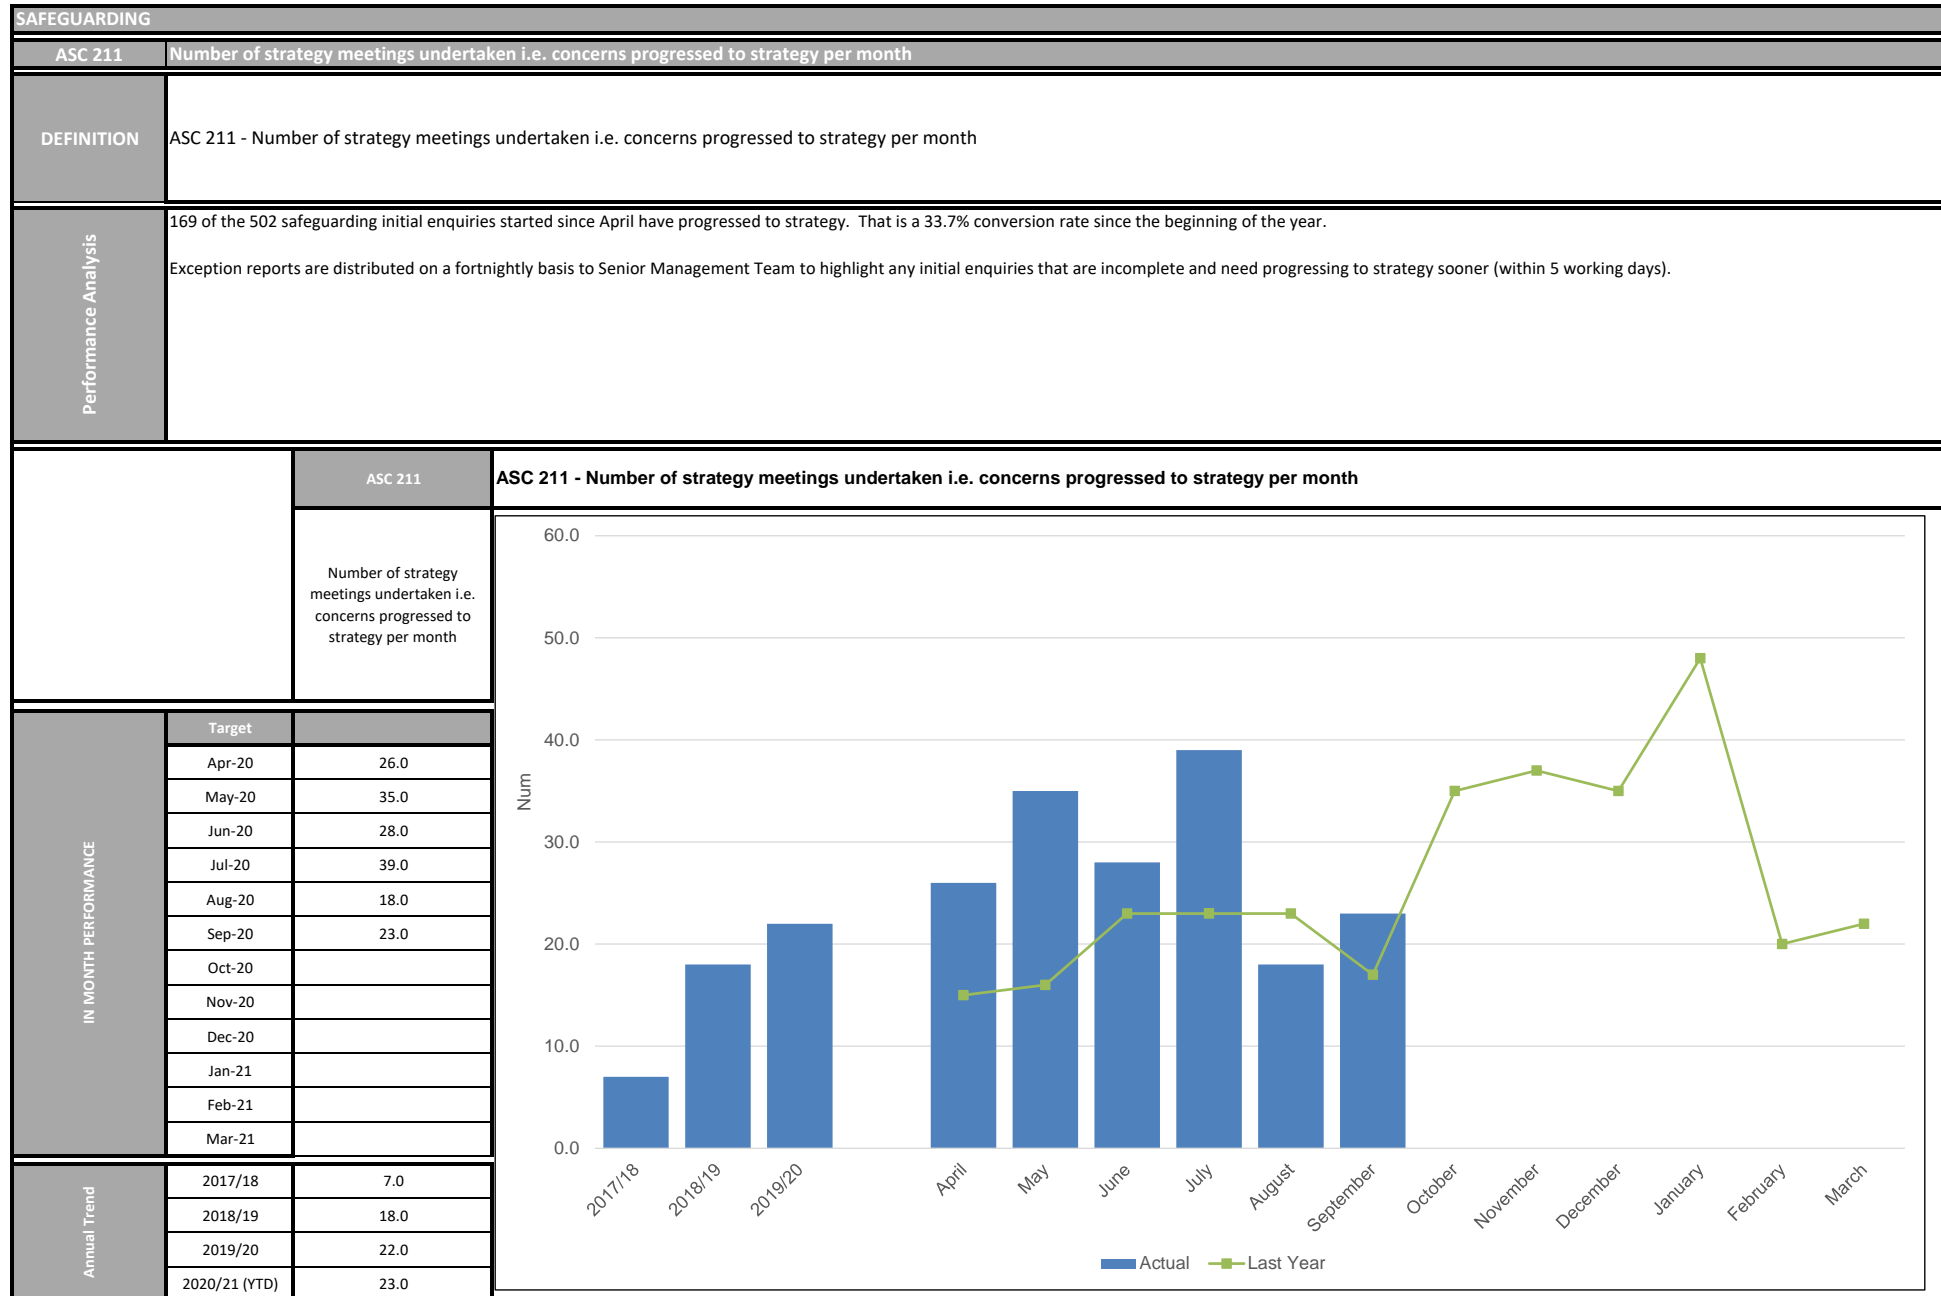 SAFEGUARDING
ASC 211 Number of strategy meetings undertaken i.e. concerns progressed to strategy per month
DEFINITION ASC 211 - Number of strategy meetings undertaken i.e. concerns progressed to strategy per month
Performance Analysis
169 of the 502 safeguarding initial enquiries started since April have progressed to strategy.  That is a 33.7% conversion rate since the beginning of the year.
Exception reports are distributed on a fortnightly basis to Senior Management Team to highlight any initial enquiries that are incomplete and need progressing to strategy sooner (within 5 working days).
ASC 211
Number of strategy
meetings undertaken i.e.
concerns progressed to
strategy per month
IN MONTH PERFORMANCE
Target
Apr-20 26.0
May-20 35.0
Jun-20 28.0
Jul-20 39.0
Aug-20 18.0
Sep-20 23.0
Oct-20
Nov-20
Dec-20
Jan-21
Feb-21
Mar-21
Annual Trend
2017/18 7.0
2018/19 18.0
2019/20 22.0
2020/21 (YTD) 23.0
ASC 211 - Number of strategy meetings undertaken i.e. concerns progressed to strategy per month
60.0
50.0
40.0
30.0
20.0
10.0
0.0
Num
2017/18
2018/19
2019/20
April
May
June
July
August
September
October
November
December
January
February
March
Actual
Last Year